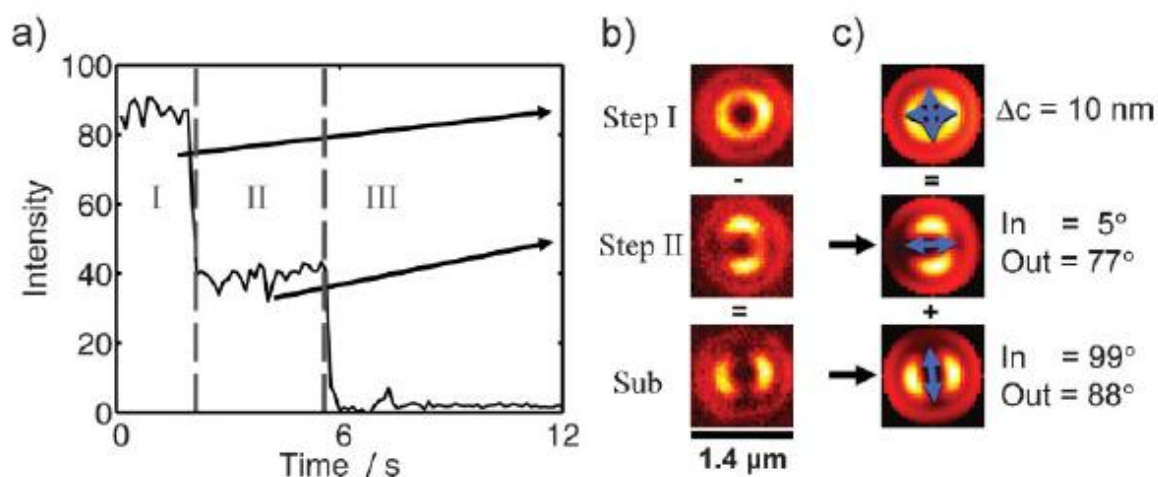 a)
100
80
60
40
20
0
Intensity
I
II
III
0
6
12
Time / s
b)
Step I
-
Step II
=
Sub
1.4 µm
c)
Δc = 10 nm
=
In = 5°
Out = 77°
+
In = 99°
Out = 88°